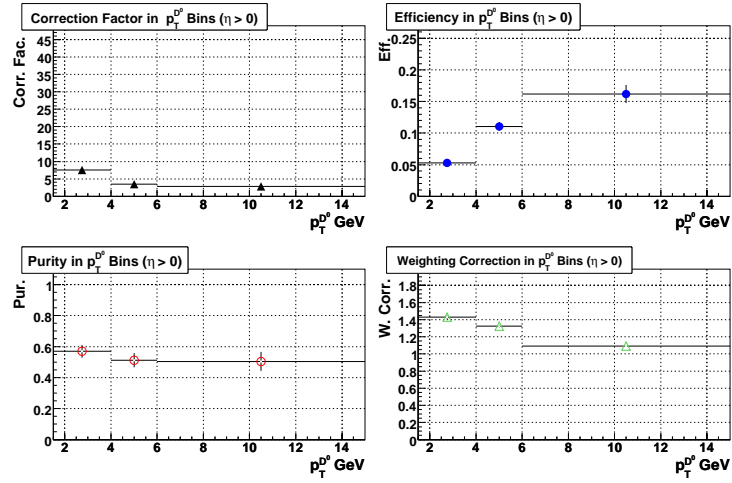 Correction Factor in p_T^{D^0} Bins (η > 0)
Corr. Fac.
45
40
35
30
25
20
15
10
5
0
2 4 6 8 10 12 14
p_T^{D^0} GeV
Efficiency in p_T^{D^0} Bins (η > 0)
Eff.
0.25
0.2
0.15
0.1
0.05
0
2 4 6 8 10 12 14
p_T^{D^0} GeV
Purity in p_T^{D^0} Bins (η > 0)
Pur.
1
0.8
0.6
0.4
0.2
0
2 4 6 8 10 12 14
p_T^{D^0} GeV
Weighting Correction in p_T^{D^0} Bins (η > 0)
W. Corr.
1.8
1.6
1.4
1.2
1
0.8
0.6
0.4
0.2
0
2 4 6 8 10 12 14
p_T^{D^0} GeV